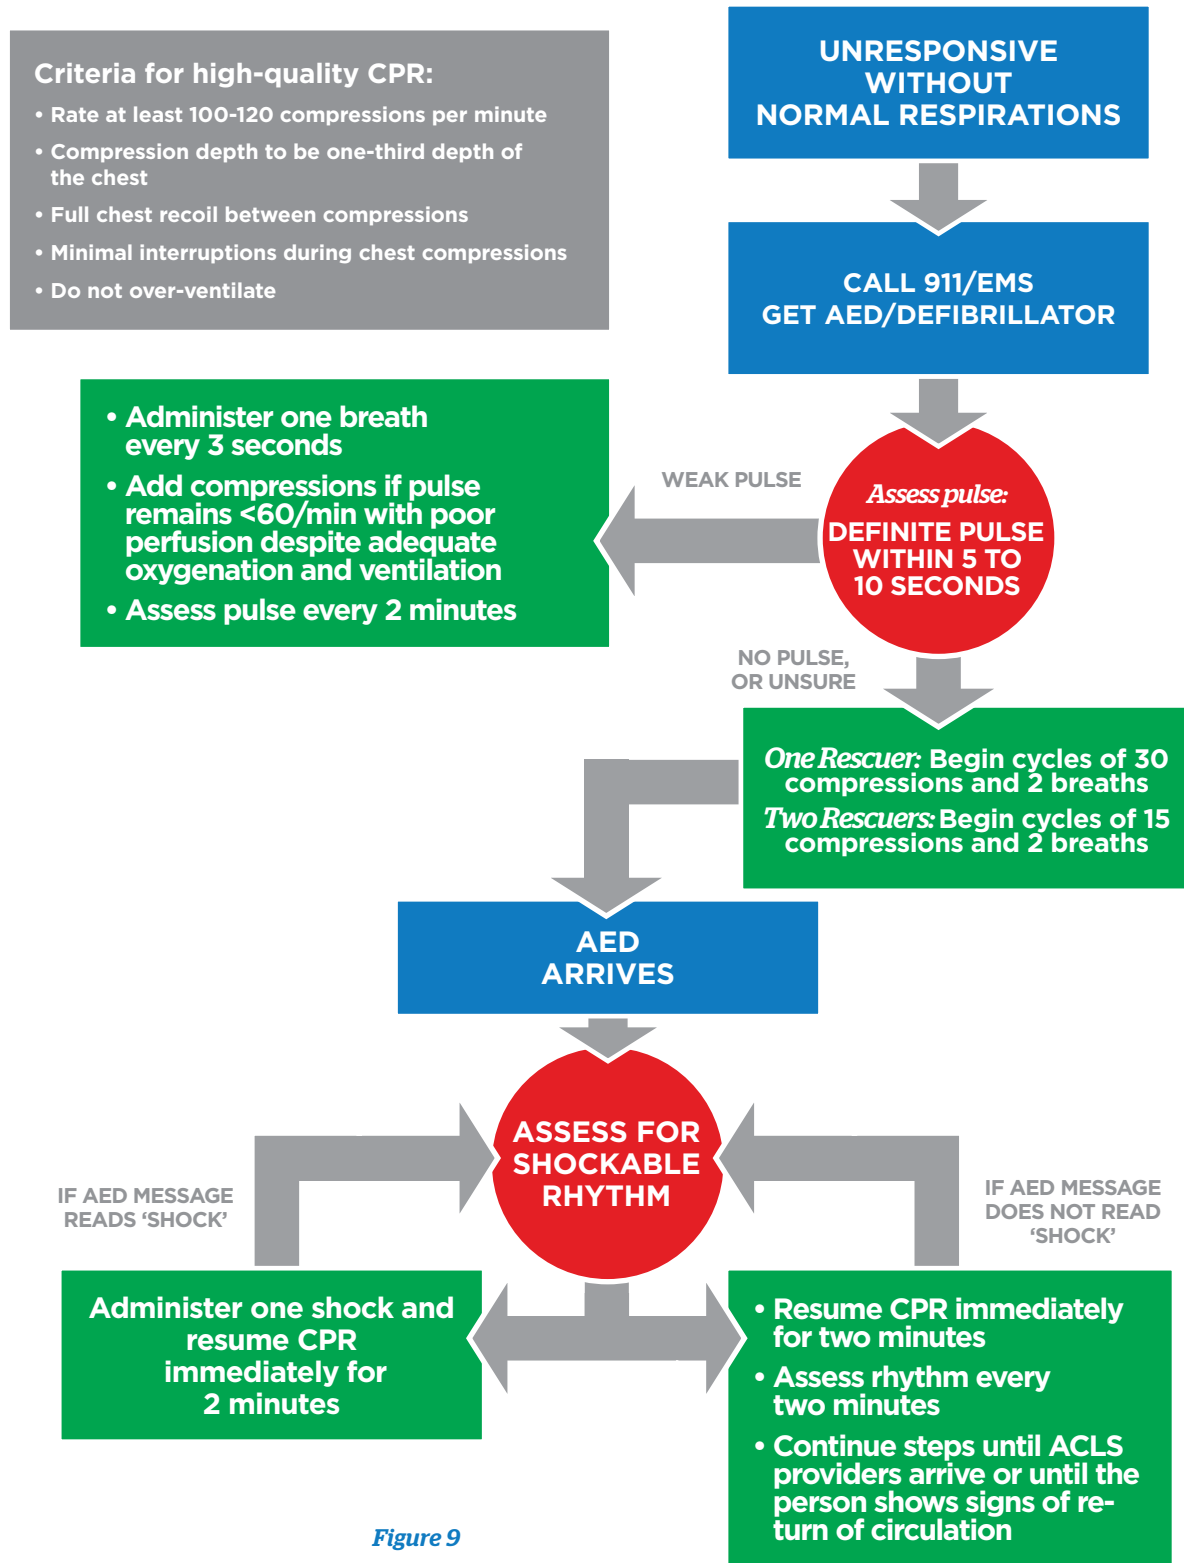 Criteria for high-quality CPR:
• Rate at least 100-120 compressions per minute
• Compression depth to be one-third depth of
the chest
• Full chest recoil between compressions
• Minimal interruptions during chest compressions
• Do not over-ventilate
UNRESPONSIVE
WITHOUT
NORMAL RESPIRATIONS
CALL 911/EMS
GET AED/DEFIBRILLATOR
Assess pulse:
DEFINITE PULSE
WITHIN 5 TO
10 SECONDS
WEAK PULSE
• Administer one breath
every 3 seconds
• Add compressions if pulse
remains <60/min with poor
perfusion despite adequate
oxygenation and ventilation
• Assess pulse every 2 minutes
NO PULSE,
OR UNSURE
One Rescuer: Begin cycles of 30
compressions and 2 breaths
Two Rescuers: Begin cycles of 15
compressions and 2 breaths
AED
ARRIVES
ASSESS FOR
SHOCKABLE
RHYTHM
IF AED MESSAGE
READS ‘SHOCK’
Administer one shock and
resume CPR
immediately for
2 minutes
IF AED MESSAGE
DOES NOT READ
‘SHOCK’
• Resume CPR immediately
for two minutes
• Assess rhythm every
two minutes
• Continue steps until ACLS
providers arrive or until the
person shows signs of re-
turn of circulation
Figure 9